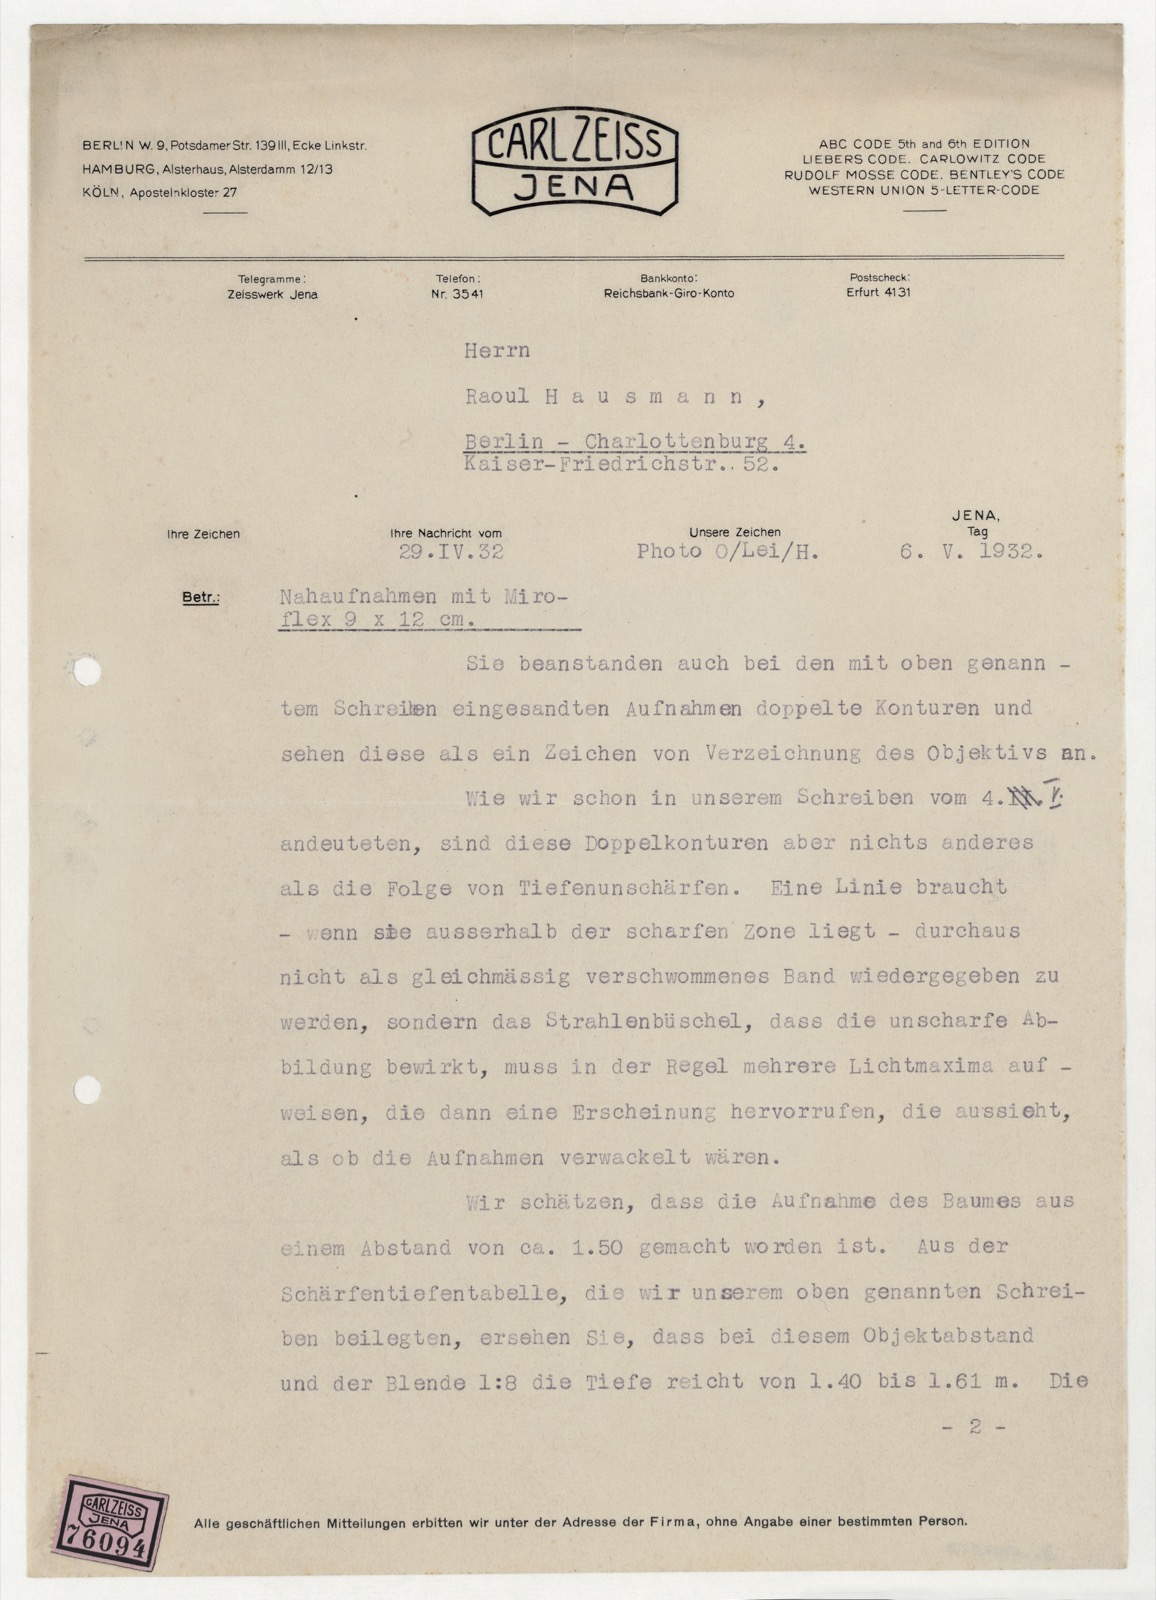 BERLIN W. 9, Potsdamer Str. 139 III, Ecke Linkstr.
HAMBURG, Alsterhaus, Alsterdamm 12/13
KÖLN, Apostelnkloster 27
CARL ZEISS
JENA
ABC CODE 5th and 6th EDITION
LIEBERS CODE. CARLOWITZ CODE
RUDOLF MOSSE CODE. BENTLEY'S CODE
WESTERN UNION 5-LETTER-CODE
Telegramme:
Zeisswerk Jena
Telefon:
Nr. 3541
Bankkonto:
Reichsbank-Giro-Konto
Postscheck:
Erfurt 4131
Herrn
Raoul H a u s m a n n ,
Berlin - Charlottenburg 4.
Kaiser-Friedrichstr.. 52.
Ihre Zeichen
Ihre Nachricht vom
29.IV.32
Unsere Zeichen
Photo O/Lei/H.
JENA,
Tag
6. V. 1932.
Betr.: Nahaufnahmen mit Miro-
flex 9 x 12 cm.
Sie beanstanden auch bei den mit oben genann -
tem Schreiben eingesandten Aufnahmen doppelte Konturen und
sehen diese als ein Zeichen von Verzeichnung des Objektivs an.
Wie wir schon in unserem Schreiben vom 4. V.
andeuteten, sind diese Doppelkonturen aber nichts anderes
als die Folge von Tiefenunschärfen. Eine Linie braucht
- wenn sie ausserhalb der scharfen Zone liegt - durchaus
nicht als gleichmässig verschwommenes Band wiedergegeben zu
werden, sondern das Strahlenbüschel, dass die unscharfe Ab-
bildung bewirkt, muss in der Regel mehrere Lichtmaxima auf -
weisen, die dann eine Erscheinung hervorrufen, die aussieht,
als ob die Aufnahmen verwackelt wären.
Wir schätzen, dass die Aufnahme des Baumes aus
einem Abstand von ca. 1.50 gemacht worden ist. Aus der
Schärfentiefentabelle, die wir unserem oben genannten Schrei-
ben beilegten, ersehen Sie, dass bei diesem Objektabstand
und der Blende 1:8 die Tiefe reicht von 1.40 bis 1.61 m. Die
- 2 -
CARL ZEISS
JENA
76094
Alle geschäftlichen Mitteilungen erbitten wir unter der Adresse der Firma, ohne Angabe einer bestimmten Person.